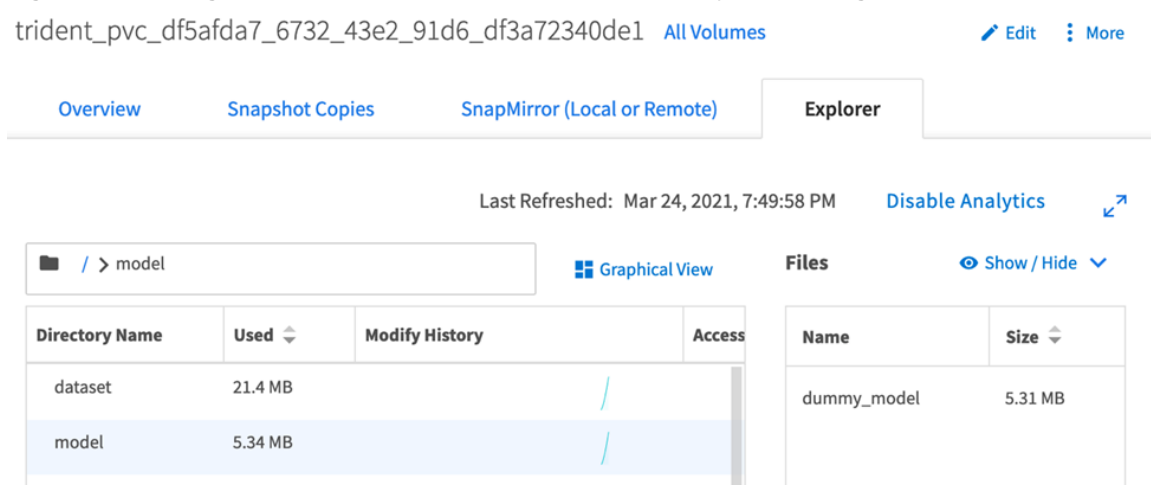 trident_pvc_df5afda7_6732_43e2_91d6_df3a72340de1 All Volumes Edit More
Overview Snapshot Copies SnapMirror (Local or Remote) Explorer
Last Refreshed: Mar 24, 2021, 7:49:58 PM Disable Analytics
/ > model Graphical View Files Show / Hide
Directory Name Used Modify History Access Name Size
dataset 21.4 MB dummy_model 5.31 MB
model 5.34 MB